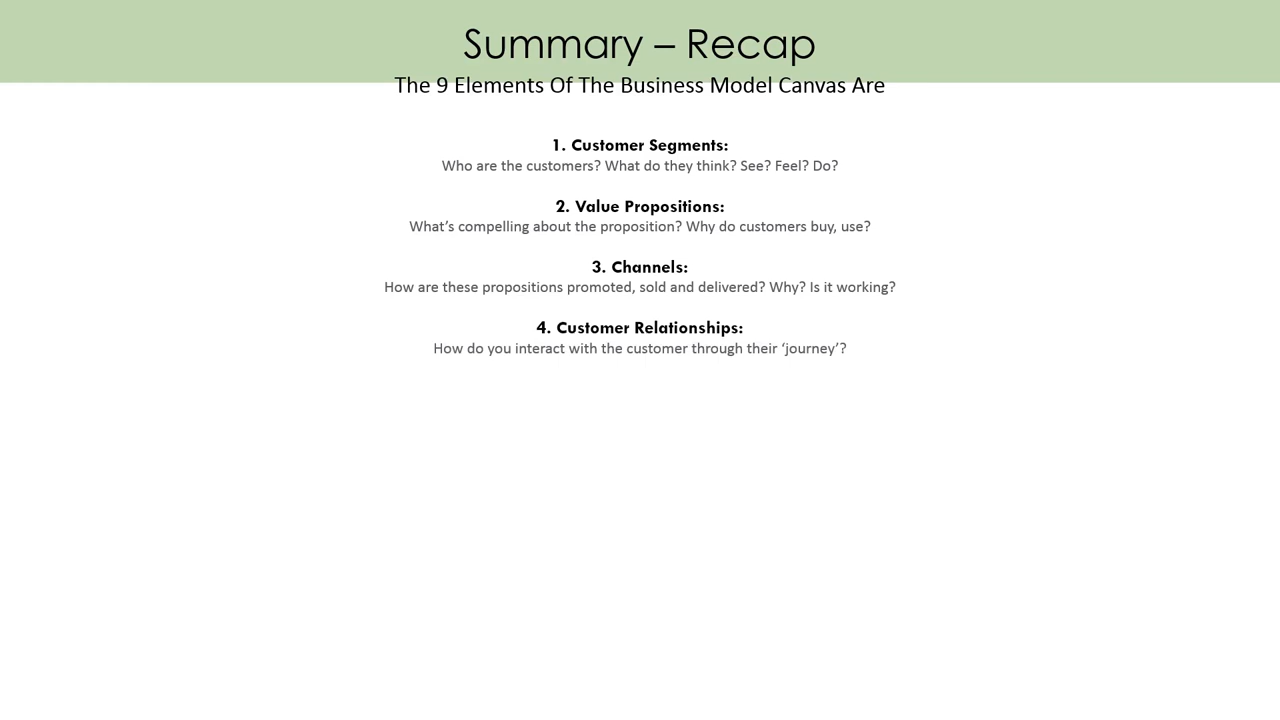 Summary – Recap
The 9 Elements Of The Business Model Canvas Are
1. Customer Segments:
Who are the customers? What do they think? See? Feel? Do?
2. Value Propositions:
What’s compelling about the proposition? Why do customers buy, use?
3. Channels:
How are these propositions promoted, sold and delivered? Why? Is it working?
4. Customer Relationships:
How do you interact with the customer through their ‘journey’?